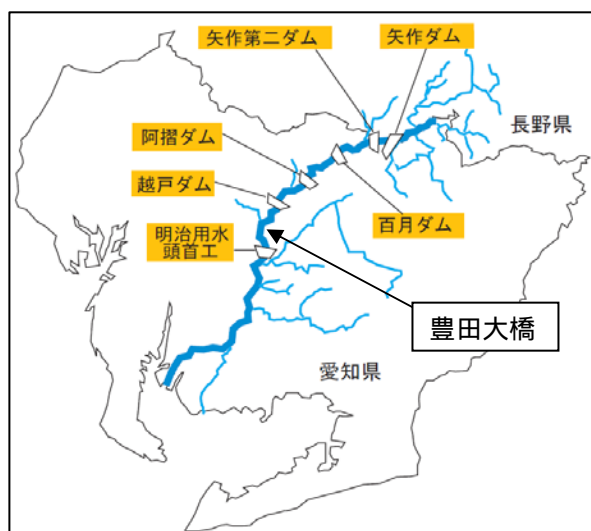 矢作第二ダム
矢作ダム
長野県
阿摺ダム
越戸ダム
百月ダム
明治用水
頭首工
豊田大橋
愛知県